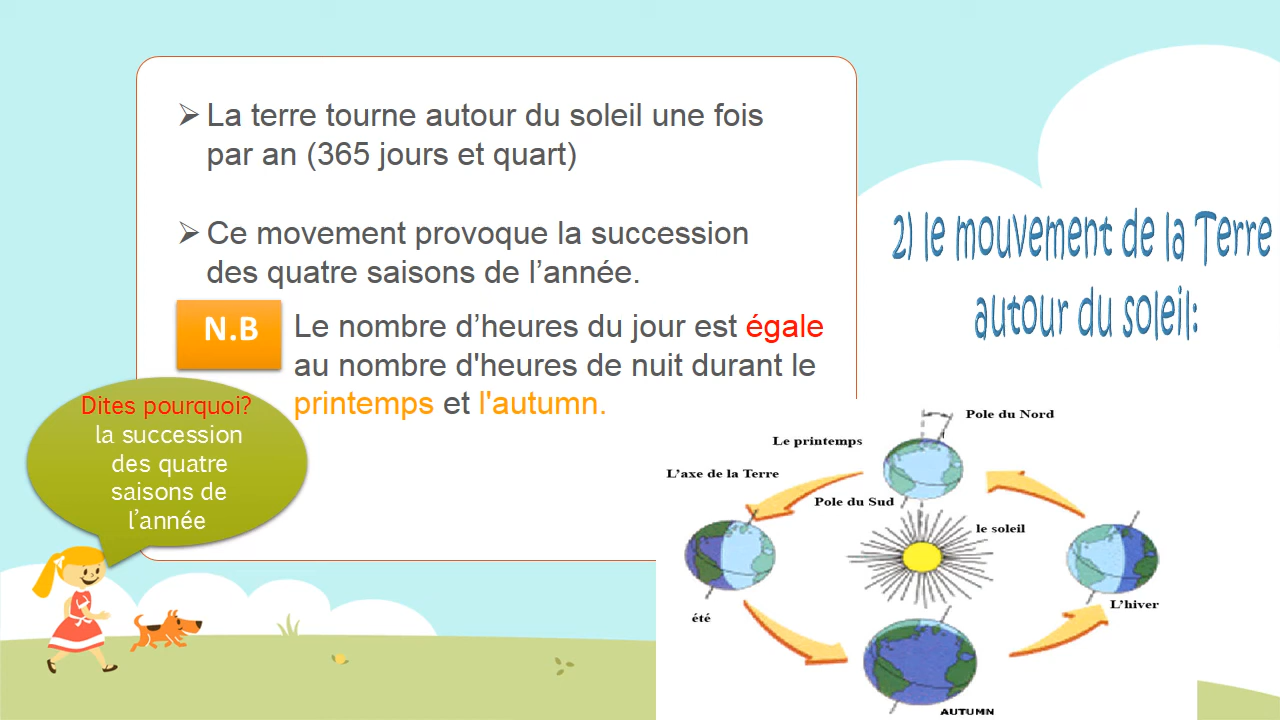 La terre tourne autour du soleil une fois
par an (365 jours et quart)
Ce movement provoque la succession
des quatre saisons de l’année.
N.B
Le nombre d’heures du jour est égale
au nombre d'heures de nuit durant le
printemps et l'autumn.
2) le mouvement de la Terre
autour du soleil:
Dites pourquoi?
la succession
des quatre
saisons de
l’année
Pole du Nord
Le printemps
L’axe de la Terre
Pole du Sud
le soleil
L’hiver
été
AUTUMN